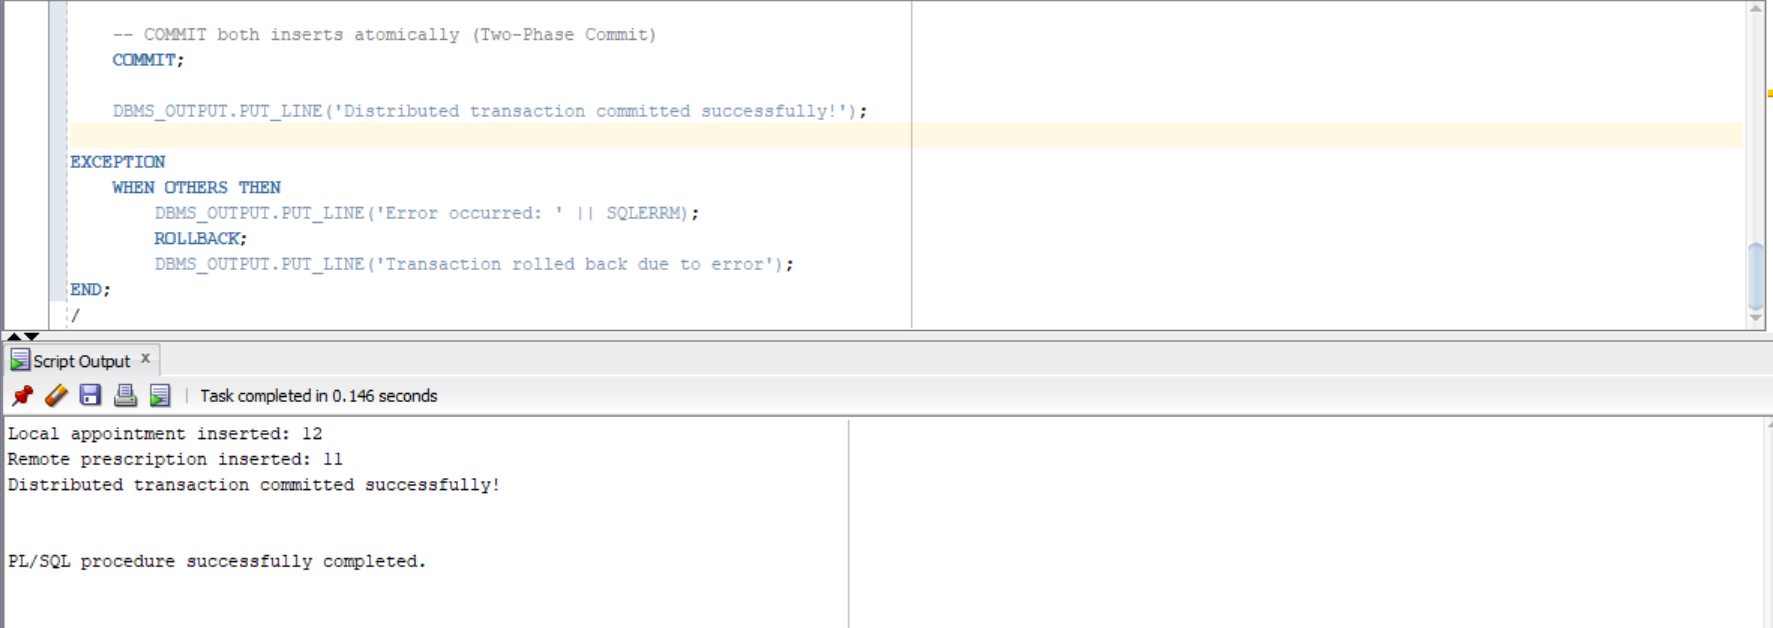 -- COMMIT both inserts atomically (Two-Phase Commit)
COMMIT;
DBMS_OUTPUT.PUT_LINE('Distributed transaction committed successfully!');
EXCEPTION
WHEN OTHERS THEN
DBMS_OUTPUT.PUT_LINE('Error occurred: ' || SQLERRM);
ROLLBACK;
DBMS_OUTPUT.PUT_LINE('Transaction rolled back due to error');
END;
/
Script Output x
Task completed in 0.146 seconds
Local appointment inserted: 12
Remote prescription inserted: 11
Distributed transaction committed successfully!
PL/SQL procedure successfully completed.